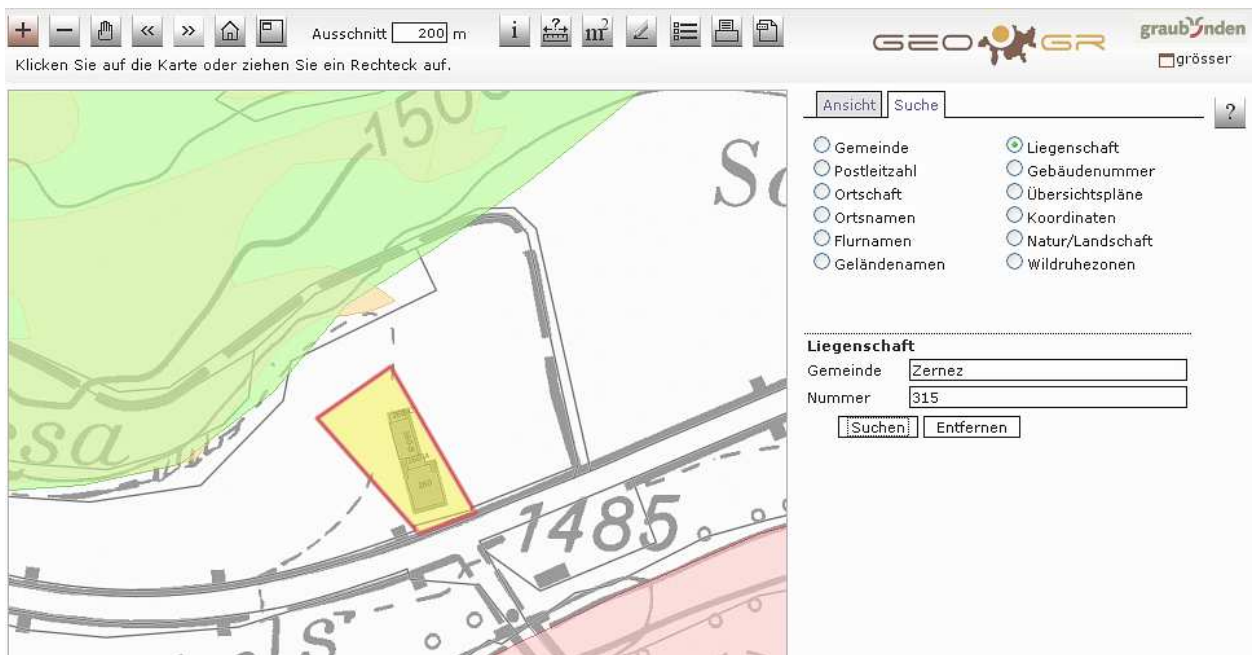 Ausschnitt 200 m
i
?
m²
GEO GR
graubünden
Klicken Sie auf die Karte oder ziehen Sie ein Rechteck auf.
grösser
Ansicht Suche
?
Gemeinde Liegenschaft
Postleitzahl Gebäudenummer
Ortschaft Übersichtspläne
Ortsnamen Koordinaten
Flurnamen Natur/Landschaft
Geländenamen Wildruhezonen
Liegenschaft
Gemeinde Zernez
Nummer 315
Suchen Entfernen
1500
1485